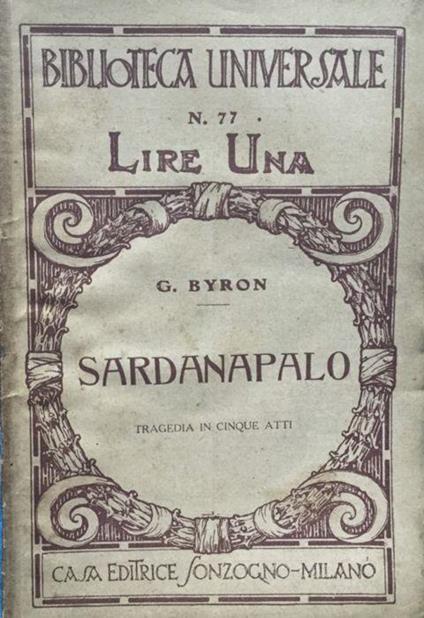 BIBLIOTECA UNIVERSALE
N. 77.
LIRE UNA
G. BYRON
SARDANAPALO
TRAGEDIA IN CINQUE ATTI
CASA EDITRICE SONZOGNO-MILANO